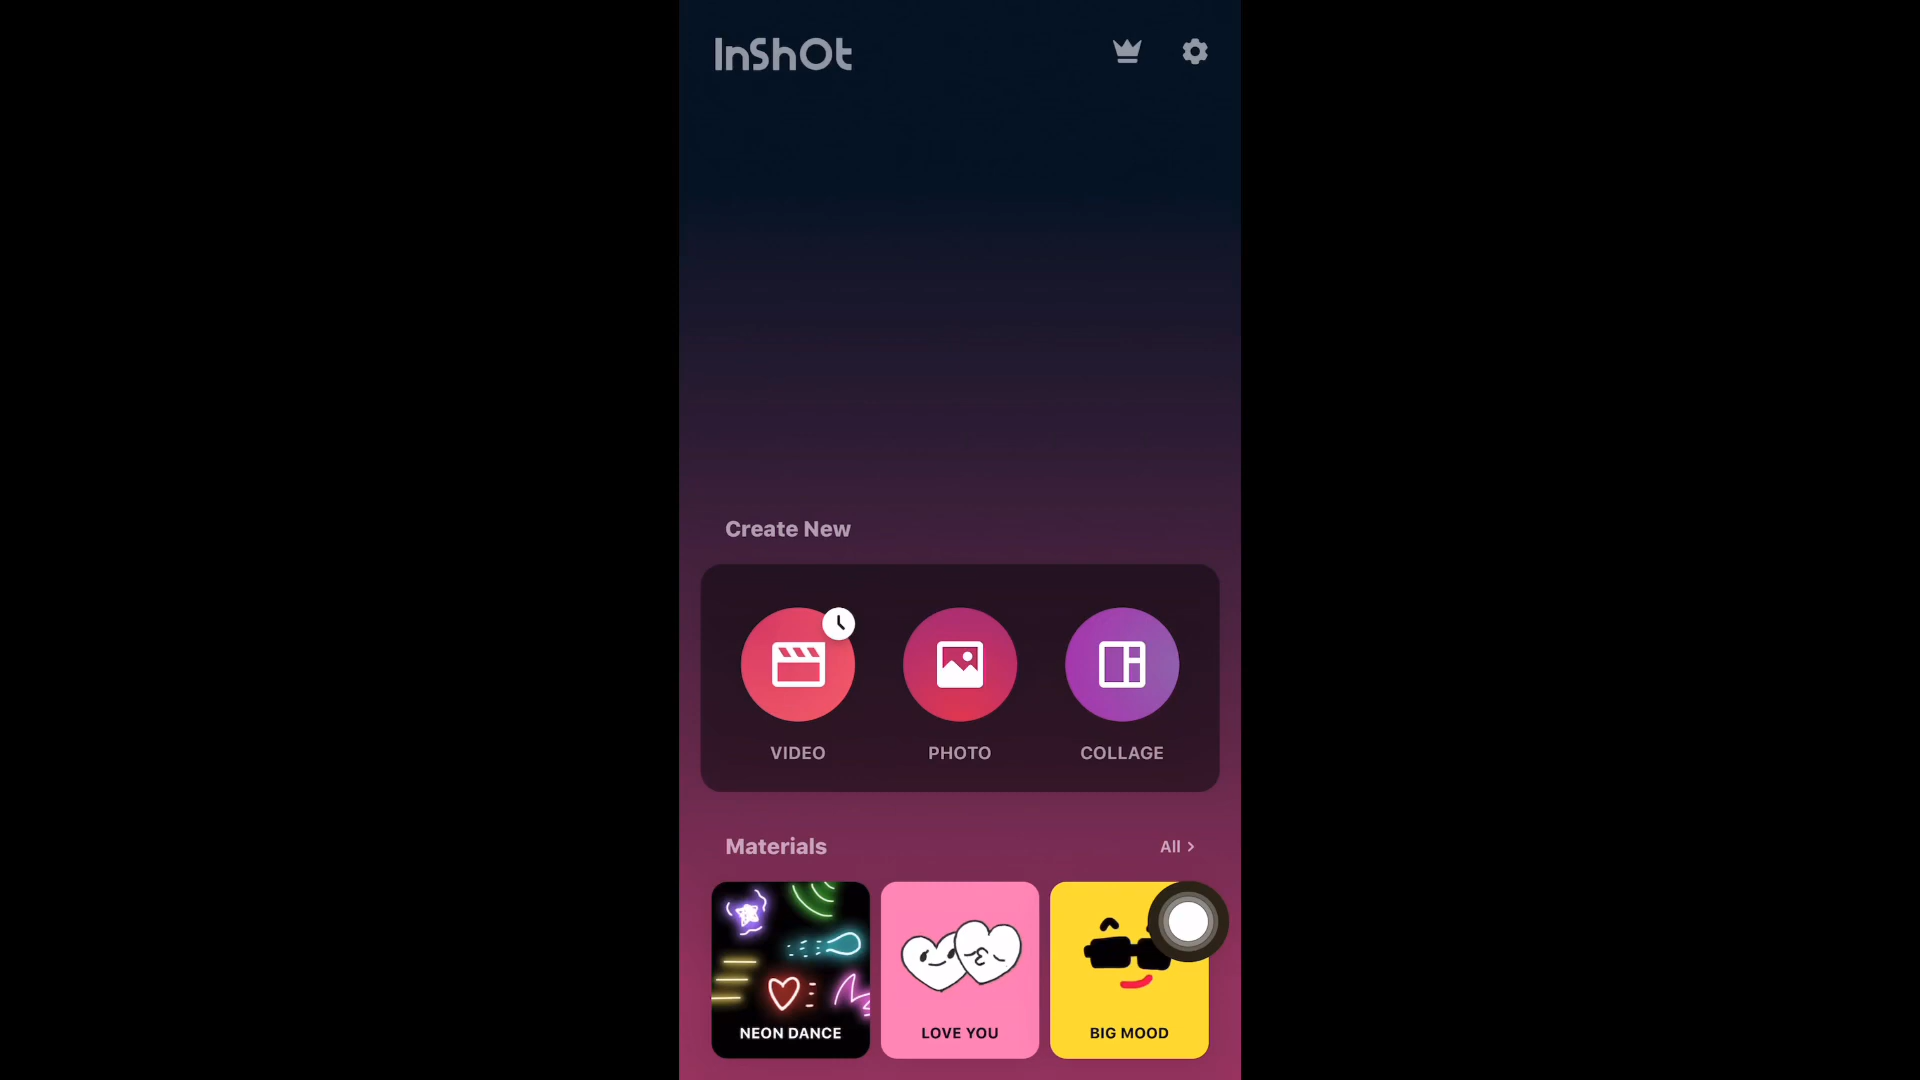 InShOt
Create New
VIDEO
PHOTO
COLLAGE
Materials
All >
NEON DANCE
LOVE YOU
BIG MOOD